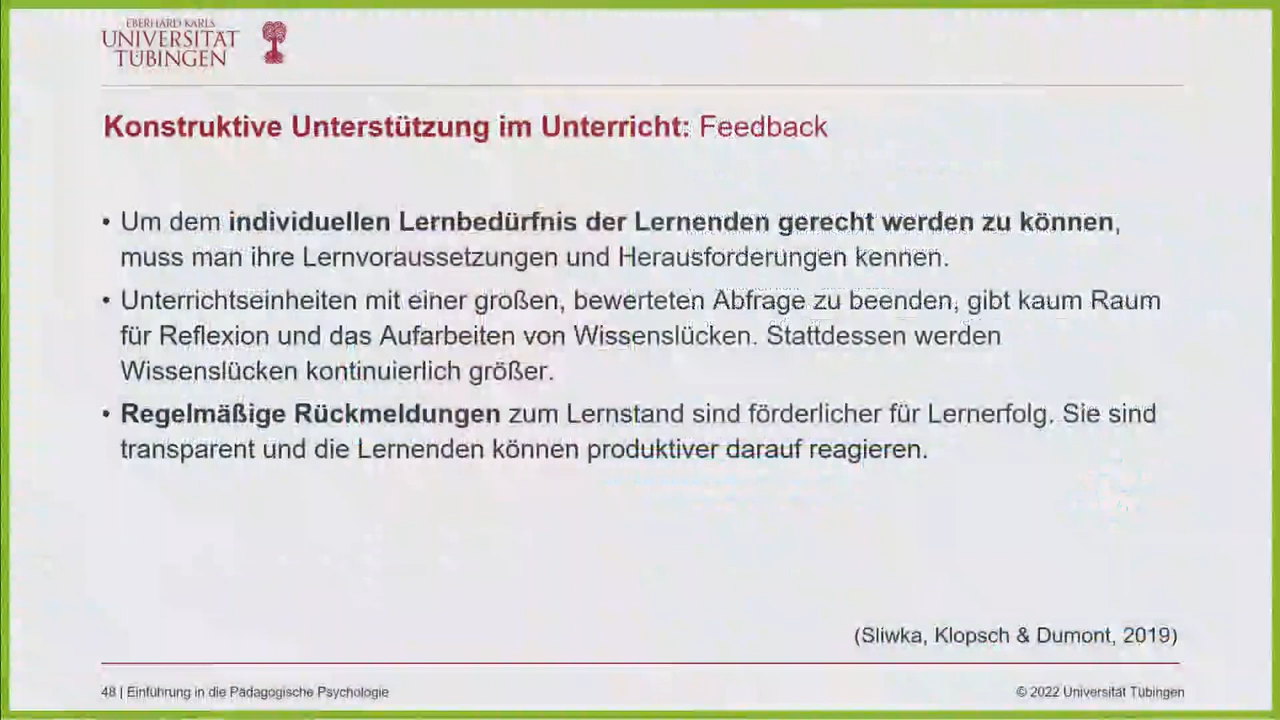 EBERHARD KARLS
UNIVERSITÄT
TÜBINGEN
Konstruktive Unterstützung im Unterricht: Feedback
• Um dem individuellen Lernbedürfnis der Lernenden gerecht werden zu können,
muss man ihre Lernvoraussetzungen und Herausforderungen kennen.
• Unterrichtseinheiten mit einer großen, bewerteten Abfrage zu beenden, gibt kaum Raum
für Reflexion und das Aufarbeiten von Wissenslücken. Stattdessen werden
Wissenslücken kontinuierlich größer.
• Regelmäßige Rückmeldungen zum Lernstand sind förderlicher für Lernerfolg. Sie sind
transparent und die Lernenden können produktiver darauf reagieren.
(Sliwka, Klopsch & Dumont, 2019)
48 | Einführung in die Pädagogische Psychologie
© 2022 Universität Tübingen